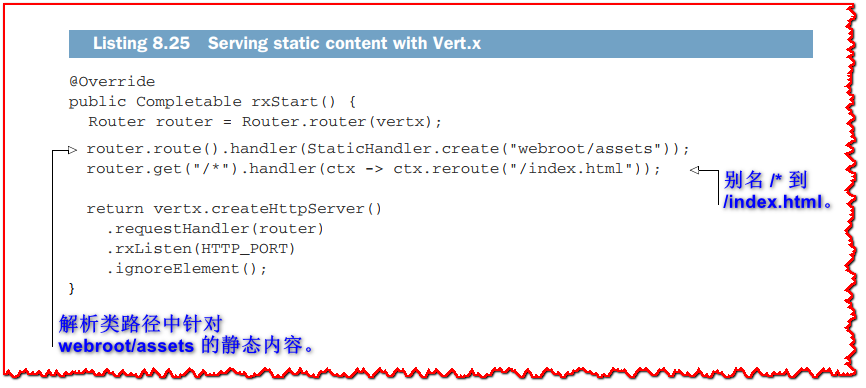 Listing 8.25 Serving static content with Vert.x
@Override
public Completable rxStart() {
Router router = Router.router(vertx);
router.route().handler(StaticHandler.create("webroot/assets"));
router.get("/*").handler(ctx -> ctx.reroute("/index.html"));
别名 /* 到
/index.html。
return vertx.createHttpServer()
.requestHandler(router)
.rxListen(HTTP_PORT)
.ignoreElement();
}
解析类路径中针对
webroot/assets 的静态内容。